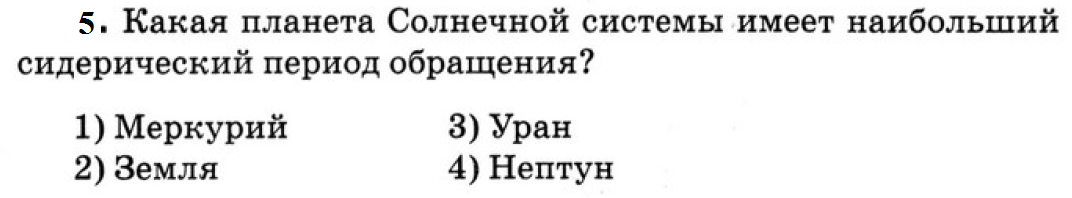 5. Какая планета Солнечной системы имеет наибольший
сидерический период обращения?
1) Меркурий 3) Уран
2) Земля 4) Нептун